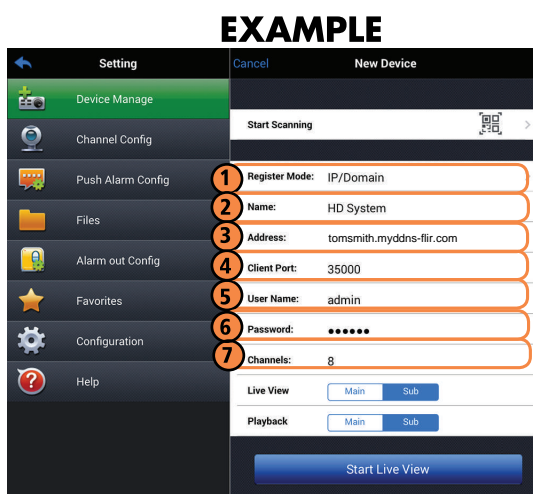 EXAMPLE
Setting
Cancel New Device
Device Manage
Start Scanning
Channel Config
Push Alarm Config
1 Register Mode: IP/Domain
2 Name: HD System
Files
3 Address: tomsmith.myddns-flir.com
Alarm out Config
4 Client Port: 35000
Favorites
5 User Name: admin
6 Password: ●●●●●●
Configuration
7 Channels: 8
Help
Live View Main Sub
Playback Main Sub
Start Live View